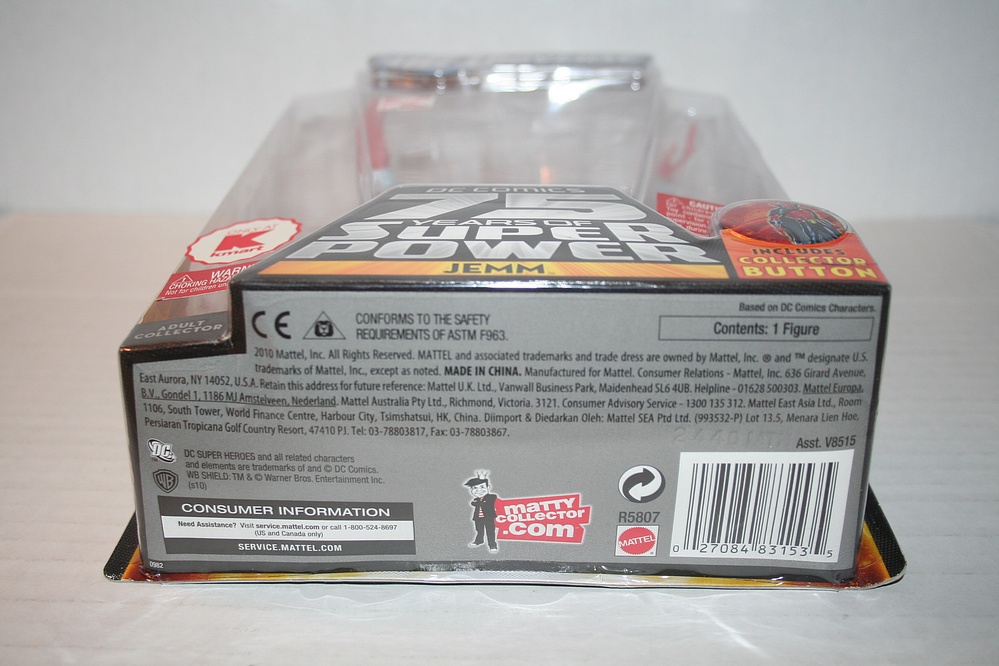 DC COMICS
75
YEARS OF
SUPER
POWER
JEMM™
ONLY AT
K
kmart
WARN
CHOKING HAZA
Not for children un
ADULT
COLLECTOR
CAUT
INCLUDES
COLLECTOR
BUTTON
CE
CONFORMS TO THE SAFETY
REQUIREMENTS OF ASTM F963.
Based on DC Comics Characters.
Contents: 1 Figure
2010 Mattel, Inc. All Rights Reserved. MATTEL and associated trademarks and trade dress are owned by Mattel, Inc. ® and ™ designate U.S.
trademarks of Mattel, Inc., except as noted. MADE IN CHINA. Manufactured for Mattel. Consumer Relations - Mattel, Inc. 636 Girard Avenue,
East Aurora, NY 14052, U.S.A. Retain this address for future reference: Mattel U.K. Ltd., Vanwall Business Park, Maidenhead SL6 4UB. Helpline - 01628 500303. Mattel Europa,
B.V., Gondel 1, 1186 MJ Amstelveen, Nederland. Mattel Australia Pty Ltd., Richmond, Victoria. 3121. Consumer Advisory Service - 1300 135 312. Mattel East Asia Ltd., Room
1106, South Tower, World Finance Centre, Harbour City, Tsimshatsui, HK, China. Diimport & Diedarkan Oleh: Mattel SEA Ptd Ltd. (993532-P) Lot 13.5, Menara Lien Hoe,
Persiaran Tropicana Golf Country Resort, 47410 PJ. Tel: 03-78803817, Fax: 03-78803867.
Asst. V8515
DC
DC SUPER HEROES and all related characters
and elements are trademarks of and © DC Comics.
WB SHIELD: TM & © Warner Bros. Entertainment Inc.
(s10)
WB
CONSUMER INFORMATION
Need Assistance? Visit service.mattel.com or call 1-800-524-8697
(US and Canada only)
SERVICE.MATTEL.COM
0982
matty
COLLECTOR
.com
R5807
MATTEL
0 27084 83153 5